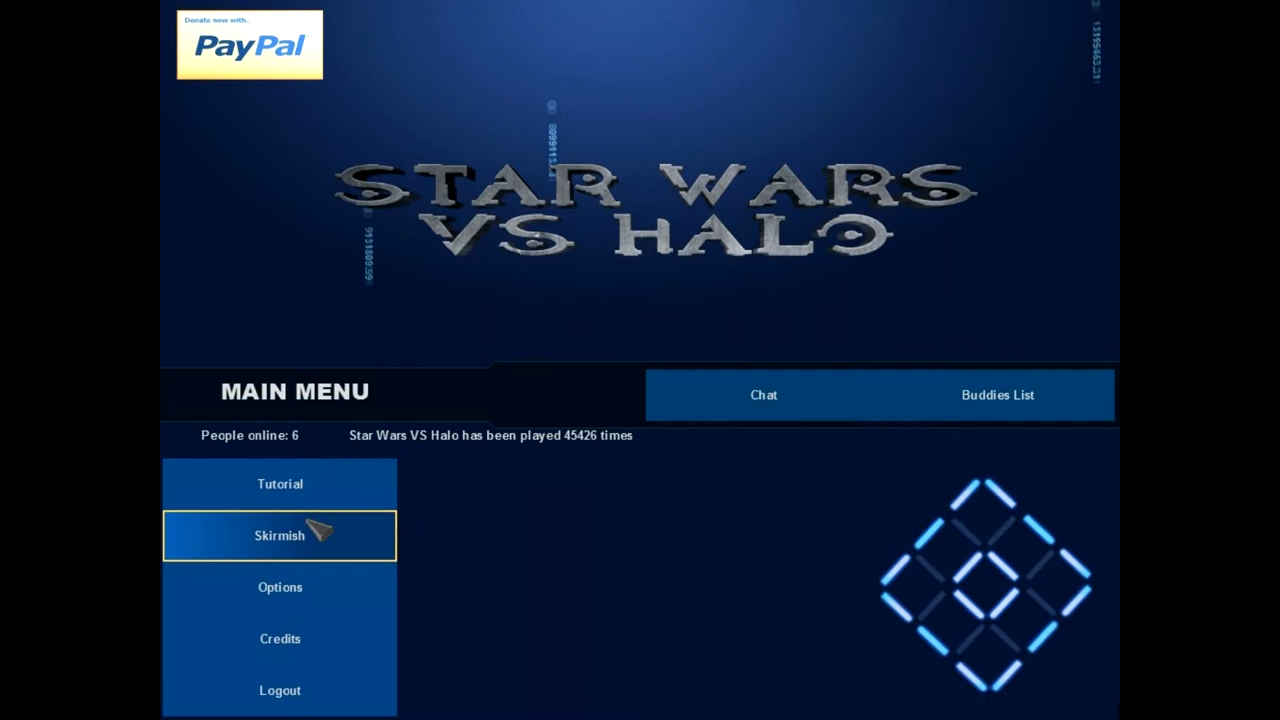 Donate now with..
PayPal
STAR WARS
VS HALO
MAIN MENU
Chat
Buddies List
People online: 6
Star Wars VS Halo has been played 45426 times
Tutorial
Skirmish
Options
Credits
Logout